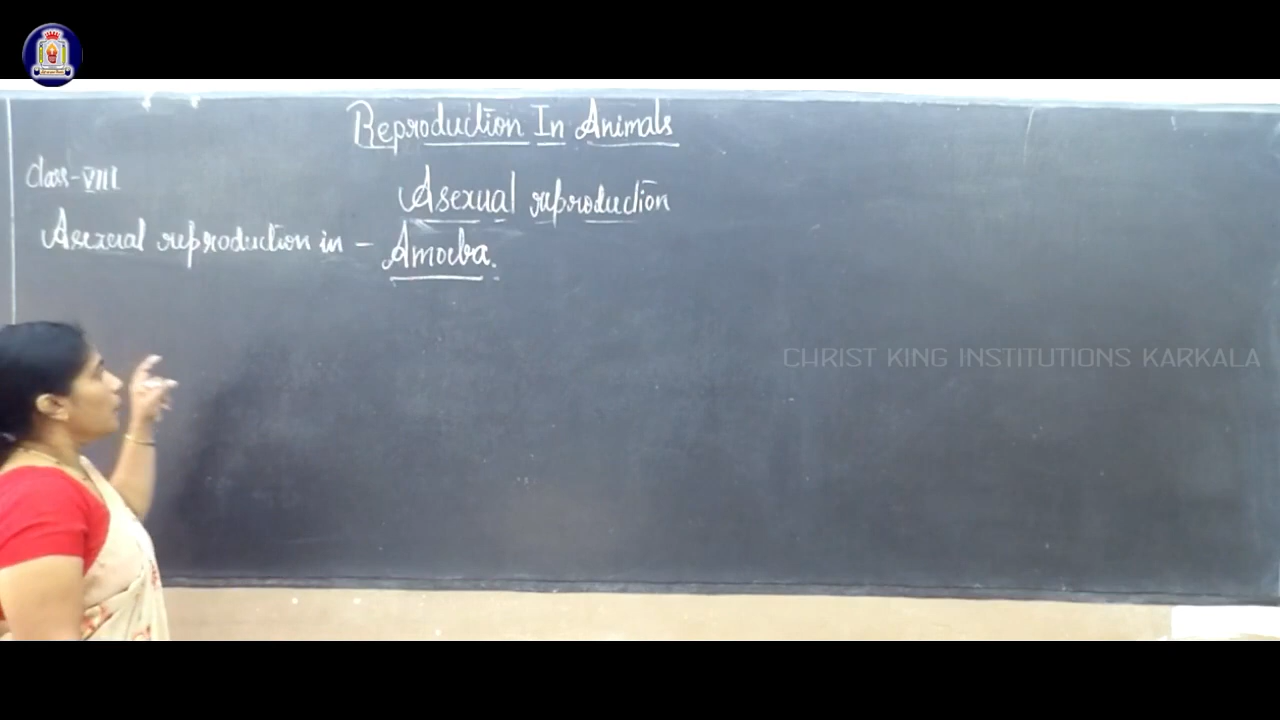 Reproduction In Animals
Class-VIII
Asexual reproduction
Asexual reproduction in - Amoeba.
CHRIST KING INSTITUTIONS KARKALA